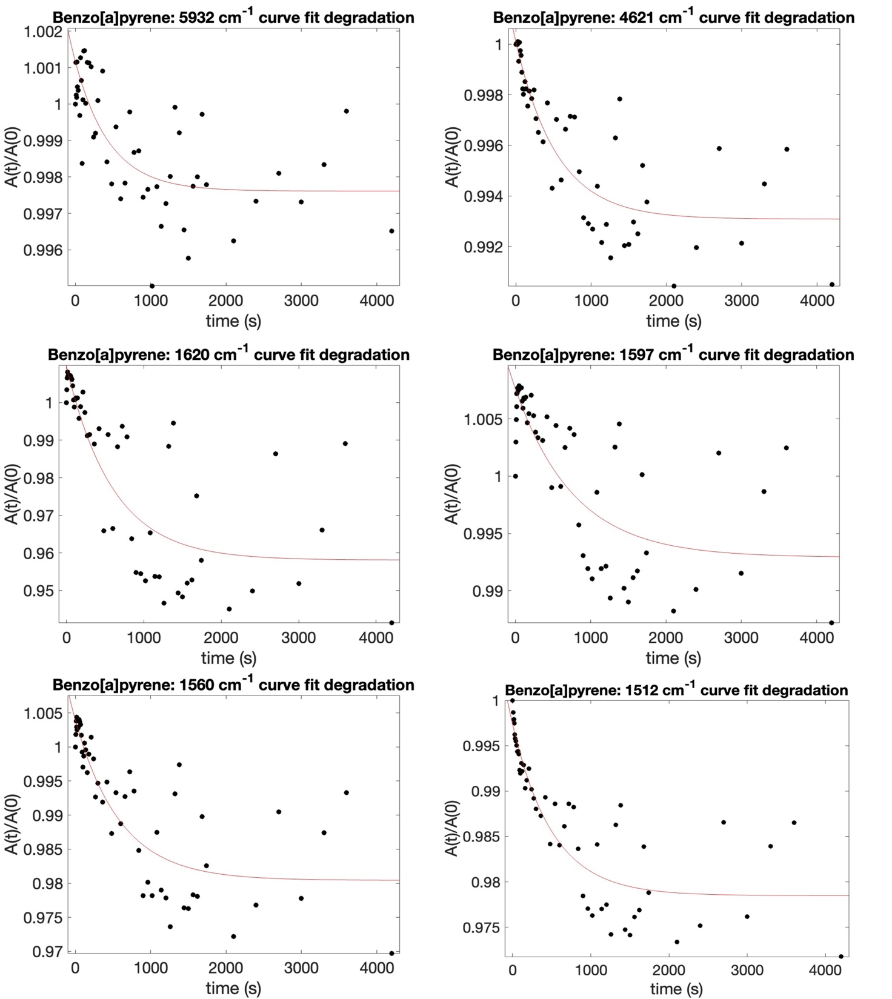 Benzo[a]pyrene: 5932 cm-1 curve fit degradation
1.002
1.001
1
0.999
0.998
0.997
0.996
A(t)/A(0)
0 1000 2000 3000 4000
time (s)
Benzo[a]pyrene: 4621 cm-1 curve fit degradation
1
0.998
0.996
0.994
0.992
A(t)/A(0)
0 1000 2000 3000 4000
time (s)
Benzo[a]pyrene: 1620 cm-1 curve fit degradation
1
0.99
0.98
0.97
0.96
0.95
A(t)/A(0)
0 1000 2000 3000 4000
time (s)
Benzo[a]pyrene: 1597 cm-1 curve fit degradation
1.005
1
0.995
0.99
A(t)/A(0)
0 1000 2000 3000 4000
time (s)
Benzo[a]pyrene: 1560 cm-1 curve fit degradation
1.005
1
0.995
0.99
0.985
0.98
0.975
0.97
A(t)/A(0)
0 1000 2000 3000 4000
time (s)
Benzo[a]pyrene: 1512 cm-1 curve fit degradation
1
0.995
0.99
0.985
0.98
0.975
A(t)/A(0)
0 1000 2000 3000 4000
time (s)